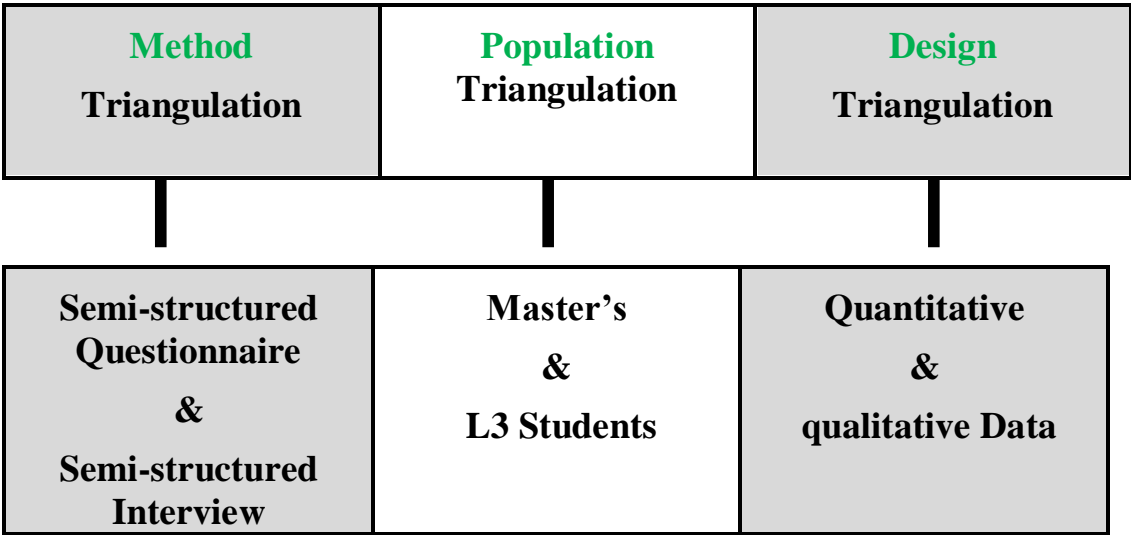 Method
Triangulation
Population
Triangulation
Design
Triangulation
Semi-structured
Questionnaire
&
Semi-structured
Interview
Master’s
&
L3 Students
Quantitative
&
qualitative Data